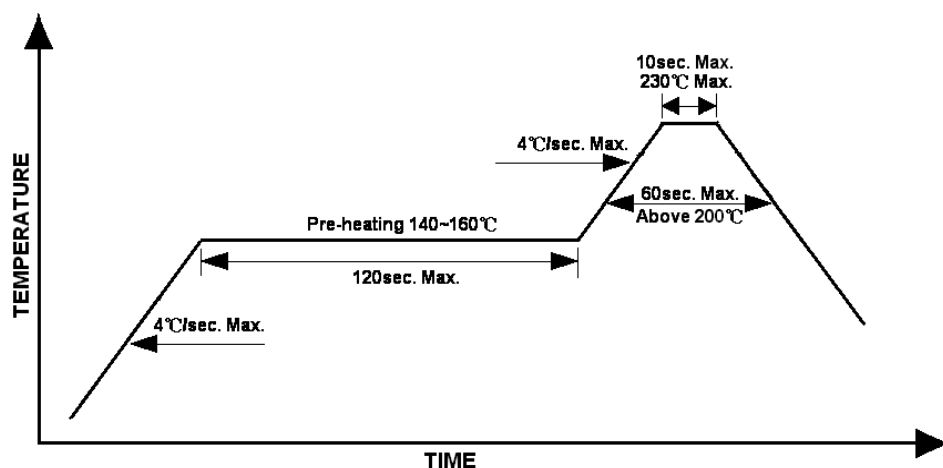 10sec. Max.
230℃ Max.
4℃/sec. Max.
60sec. Max.
Above 200℃
Pre-heating 140~160℃
120sec. Max.
4℃/sec. Max.
TEMPERATURE
TIME